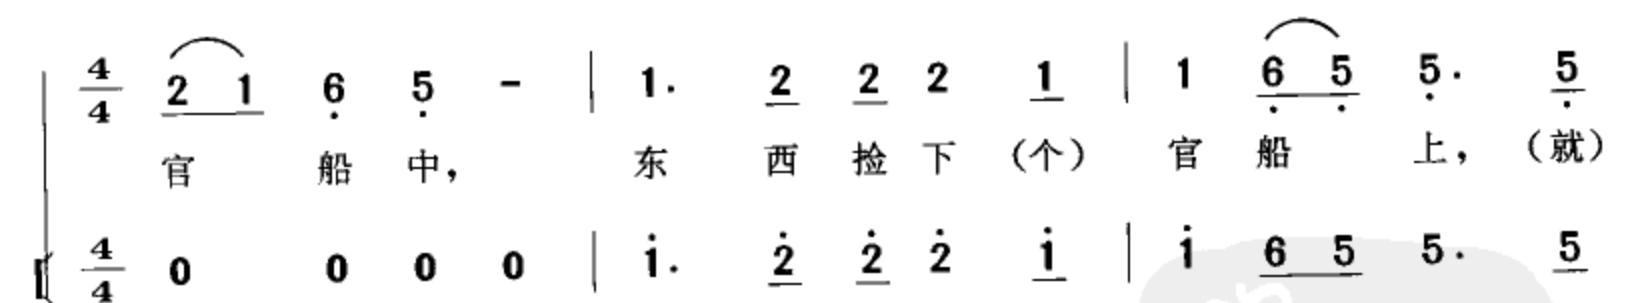 4/4 2 1 6 5 - | 1. 2 2 2 1 | 1 6 5 5. 5
官 船 中， 东 西 捡 下 （个） 官 船 上，（就）
4/4 0 0 0 0 | 1. 2 2 2 1 | 1 6 5 5. 5